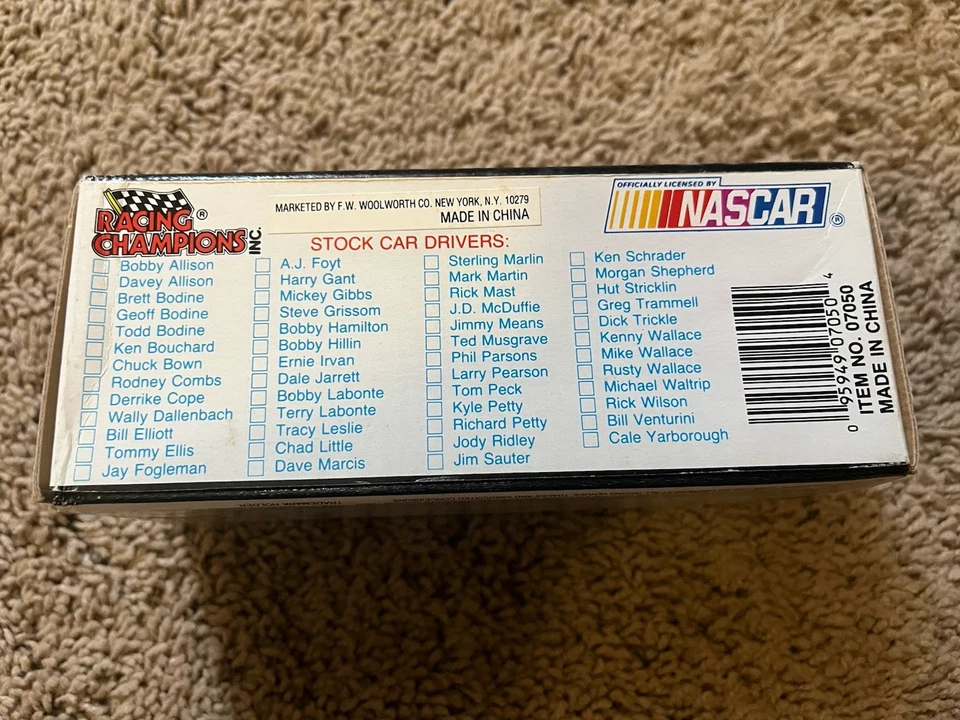 RACING ®
CHAMPIONS INC.
MARKETED BY F.W. WOOLWORTH CO. NEW YORK, N.Y. 10279
MADE IN CHINA
OFFICIALLY LICENSED BY
NASCAR ®
STOCK CAR DRIVERS:
Bobby Allison
Davey Allison
Brett Bodine
Geoff Bodine
Todd Bodine
Ken Bouchard
Chuck Bown
Rodney Combs
Derrike Cope
Wally Dallenbach
Bill Elliott
Tommy Ellis
Jay Fogleman
A.J. Foyt
Harry Gant
Mickey Gibbs
Steve Grissom
Bobby Hamilton
Bobby Hillin
Ernie Irvan
Dale Jarrett
Bobby Labonte
Terry Labonte
Tracy Leslie
Chad Little
Dave Marcis
Sterling Marlin
Mark Martin
Rick Mast
J.D. McDuffie
Jimmy Means
Ted Musgrave
Phil Parsons
Larry Pearson
Tom Peck
Kyle Petty
Richard Petty
Jody Ridley
Jim Sauter
Ken Schrader
Morgan Shepherd
Hut Stricklin
Greg Trammell
Dick Trickle
Kenny Wallace
Mike Wallace
Rusty Wallace
Michael Waltrip
Rick Wilson
Bill Venturini
Cale Yarborough
0 95949 07050 4
ITEM NO. 07050
MADE IN CHINA
TRADEMARK HOLDER